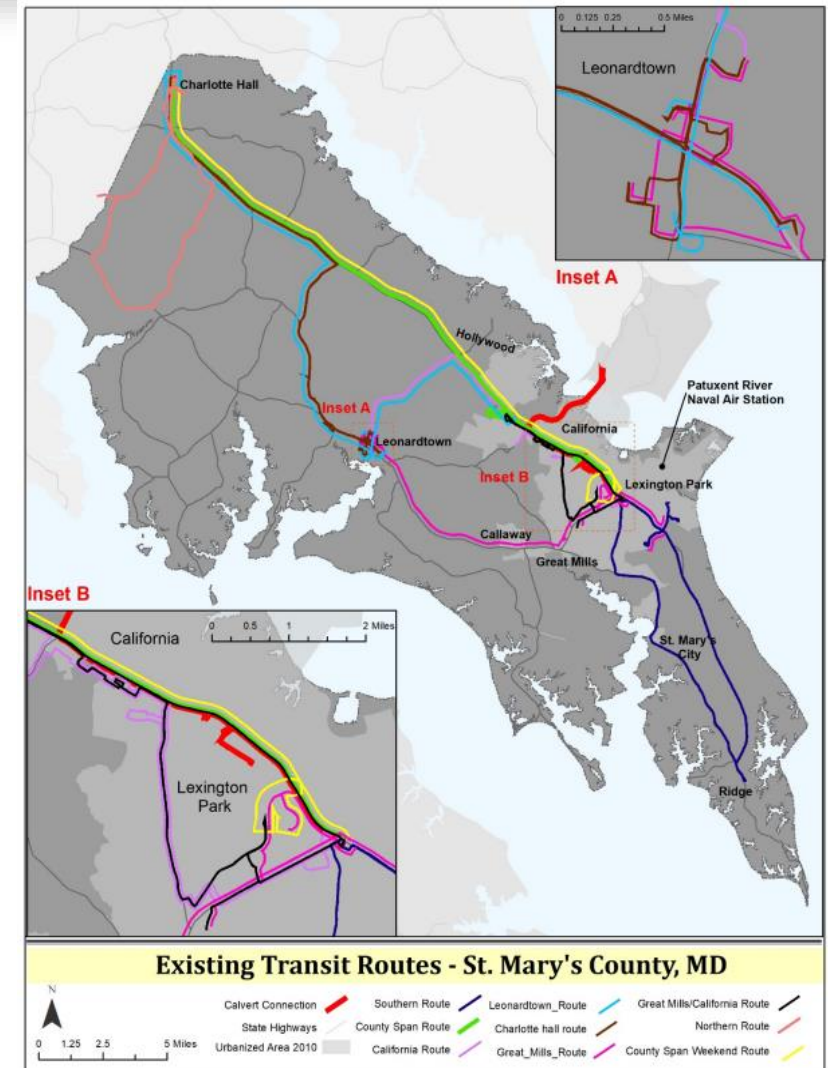 0 0.125 0.25 0.5 Miles
Leonardtown
Inset A
Charlotte Hall
Hollywood
Patuxent River
Naval Air Station
Inset A
Leonardtown
California
Inset B
Lexington Park
Callaway
Great Mills
St. Mary's
City
Ridge
Inset B
California
0 0.5 1 2 Miles
Lexington
Park
Existing Transit Routes - St. Mary's County, MD
N
0 1.25 2.5 5 Miles
Calvert Connection
State Highways
Urbanized Area 2010
Southern Route
County Span Route
California Route
Leonardtown_Route
Charlotte hall route
Great_Mills_Route
Great Mills/California Route
Northern Route
County Span Weekend Route